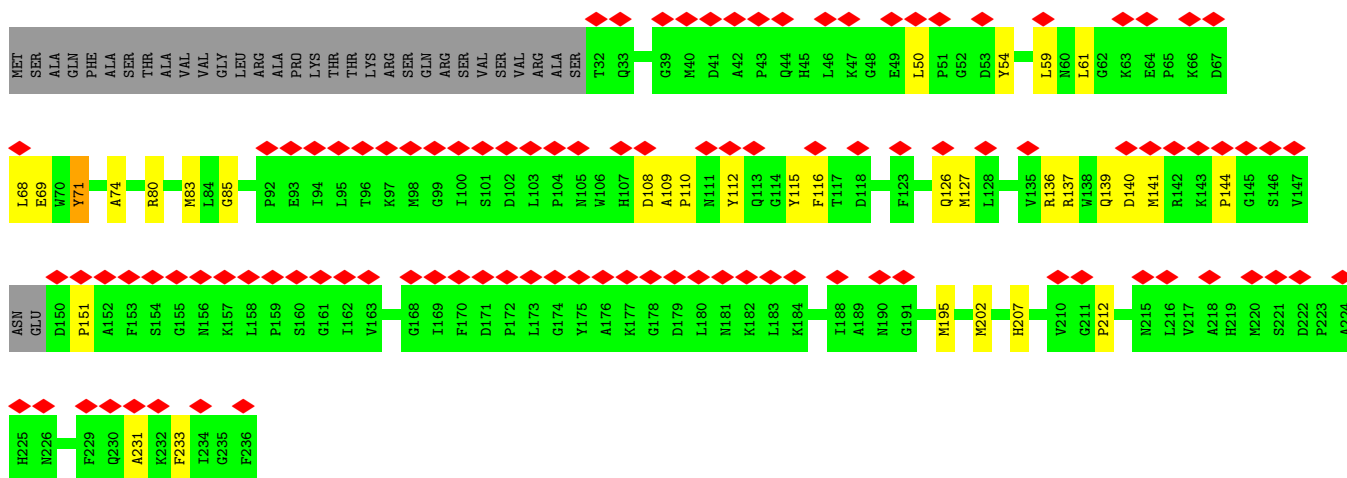 MET SER ALA GLN PHE ALA SER THR ALA VAL VAL GLY LEU ARG ALA PRO LYS THR THR LYS ARG SER GLN ARG SER VAL SER VAL ARG ALA SER T32 Q33 G39 M40 D41 A42 P43 Q44 H45 L46 K47 G48 E49 L50 P51 G52 D53 Y54 L59 N60 L61 G62 K63 E64 P65 K66 D67
L68 E69 W70 Y71 A74 R80 M83 L84 G85 P92 E93 I94 L95 T96 K97 M98 G99 I100 S101 D102 L103 P104 N105 W106 H107 D108 A109 P110 N111 Y112 Q113 G114 Y115 F116 T117 D118 F123 Q126 M127 L128 V135 R136 R137 W138 Q139 D140 M141 R142 K143 P144 G145 S146 V147
ASN GLU D150 P151 A152 F153 S154 G155 N156 K157 L158 P159 S160 G161 I162 V163 G168 I169 F170 D171 P172 L173 G174 Y175 A176 K177 G178 D179 L180 N181 K182 L183 K184 I188 A189 N190 G191 M195 M202 H207 V210 G211 P212 N215 L216 V217 A218 H219 M220 S221 D222 P223 A224
H225 N226 F229 Q230 A231 K232 F233 I234 G235 F236